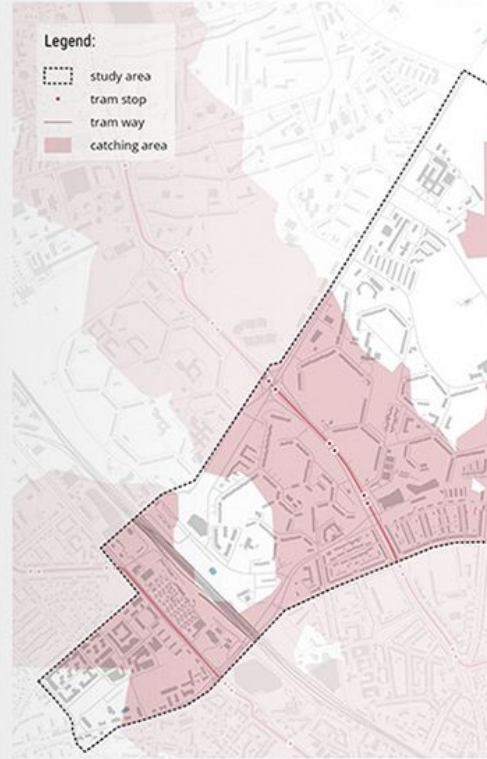 Legend:
study area
tram stop
tram way
catching area